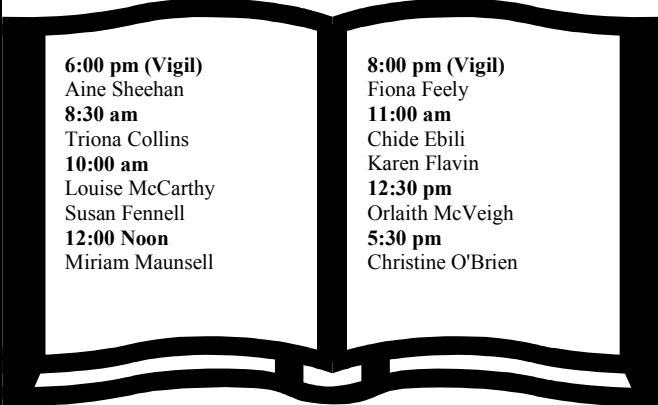 6:00 pm (Vigil)
Aine Sheehan
8:30 am
Triona Collins
10:00 am
Louise McCarthy
Susan Fennell
12:00 Noon
Miriam Maunsell
8:00 pm (Vigil)
Fiona Feely
11:00 am
Chide Ebili
Karen Flavin
12:30 pm
Orlaith McVeigh
5:30 pm
Christine O'Brien